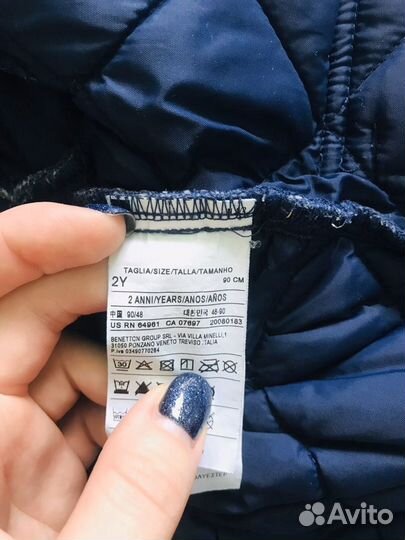 TAGLIA/SIZE/TALLA/TAMANHO
2Y 90 CM
2 ANNI/YEARS/ANOS/AÑOS
中国 90/48 대한민국 48-90
US RN 64961 CA 07697 20080183
BENETTON GROUP SRL - VIA VILLA MINELLI,1
31050 PONZANO VENETO TREVISO ITALIA
P.iva 03490770264
30
Avito